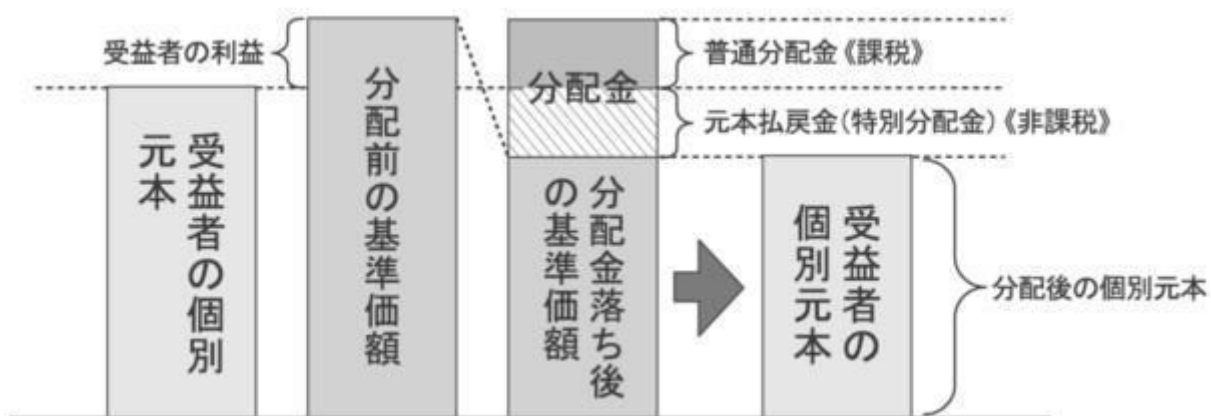 受益者の利益
受益者の個別
元本
分配前の基準価額
分配金
分配金落ち後
の基準価額
普通分配金《課税》
元本払戻金(特別分配金)《非課税》
受益者の
個別元本
分配後の個別元本